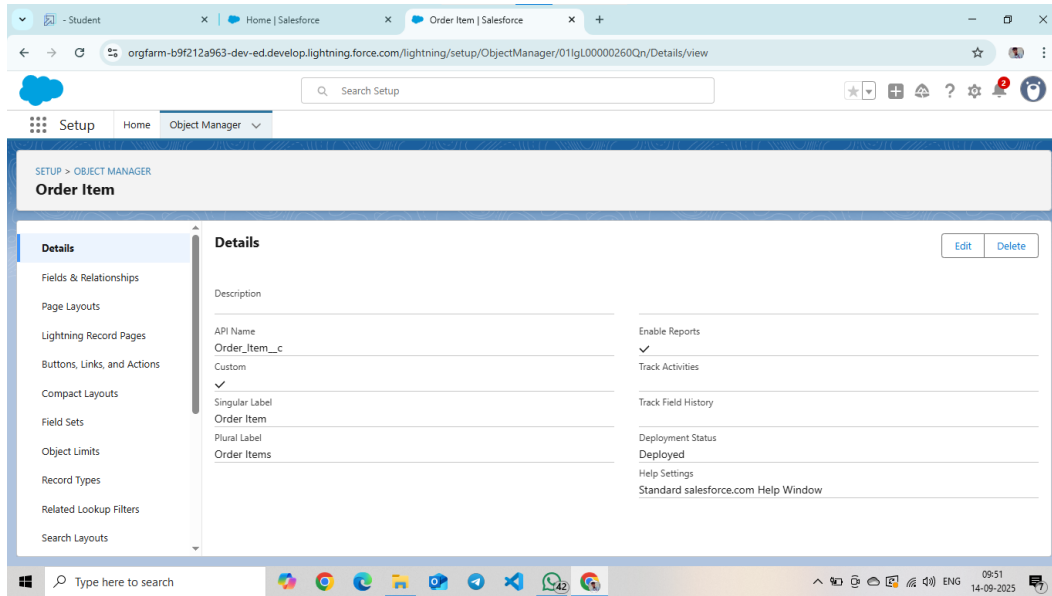 - Student
Home | Salesforce
Order Item | Salesforce
orgfarm-b9f212a963-dev-ed.develop.lightning.force.com/lightning/setup/ObjectManager/01IgL00000260Qn/Details/view
Search Setup
2
Setup
Home
Object Manager
SETUP > OBJECT MANAGER
Order Item
Details
Fields & Relationships
Page Layouts
Lightning Record Pages
Buttons, Links, and Actions
Compact Layouts
Field Sets
Object Limits
Record Types
Related Lookup Filters
Search Layouts
Details
Edit
Delete
Description
API Name
Order_Item__c
Custom
Singular Label
Order Item
Plural Label
Order Items
Enable Reports
Track Activities
Track Field History
Deployment Status
Deployed
Help Settings
Standard salesforce.com Help Window
Type here to search
42
ENG
09:51
14-09-2025
7